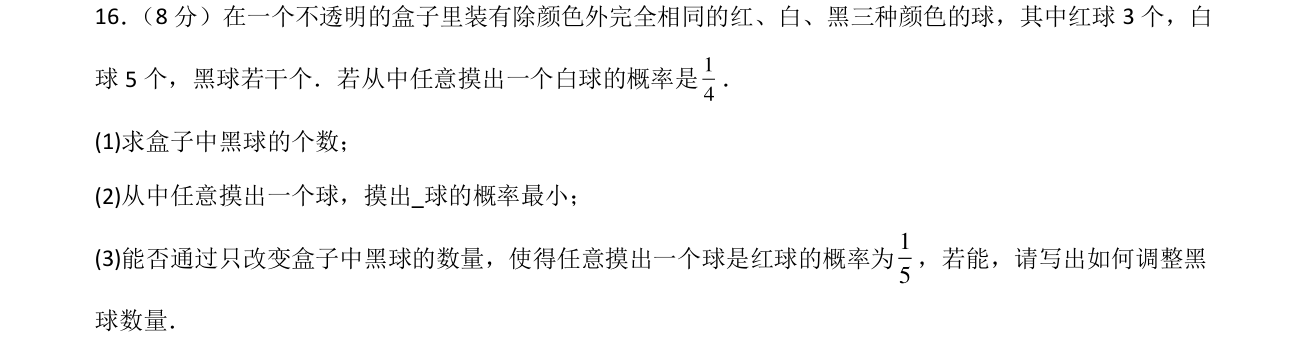 16.（8 分）在一个不透明的盒子里装有除颜色外完全相同的红、白、黑三种颜色的球，其中红球 3 个，白
球 5 个，黑球若干个．若从中任意摸出一个白球的概率是 1/4．
(1)求盒子中黑球的个数；
(2)从中任意摸出一个球，摸出_球的概率最小；
(3)能否通过只改变盒子中黑球的数量，使得任意摸出一个球是红球的概率为 1/5，若能，请写出如何调整黑
球数量．